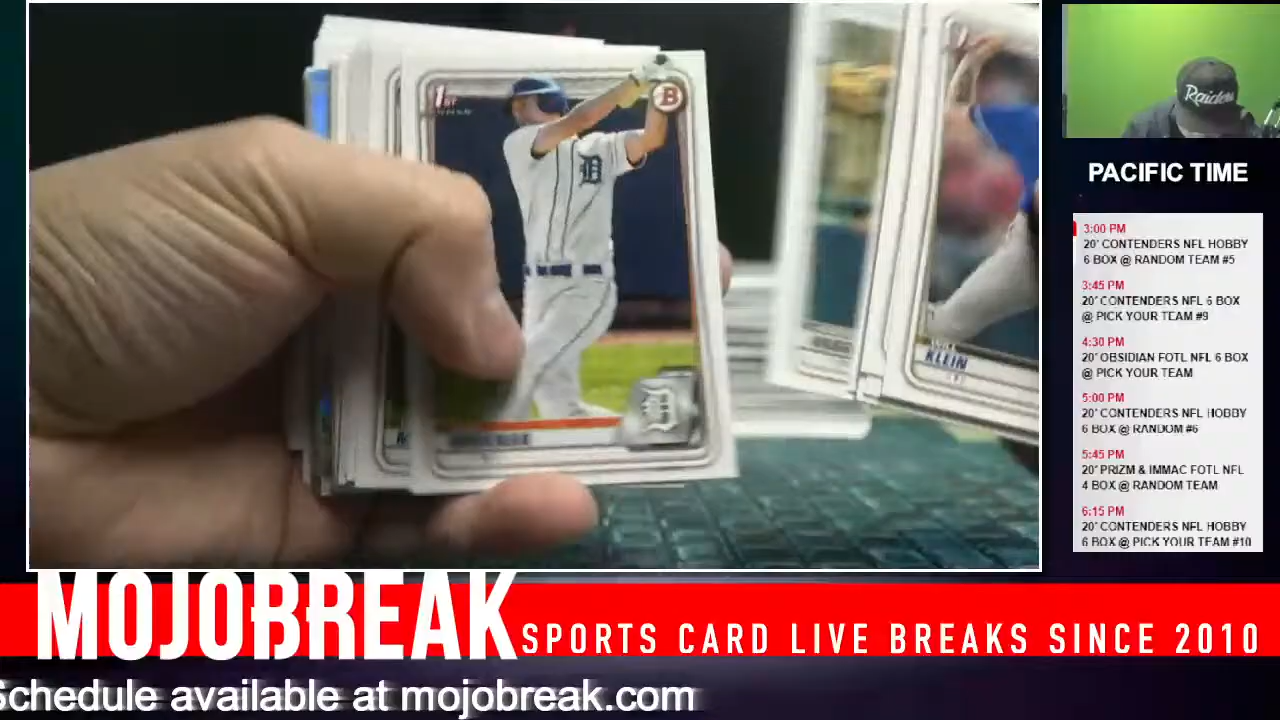 1ST
B
D
KLEIN
Raiders
PACIFIC TIME
3:00 PM
20' CONTENDERS NFL HOBBY
6 BOX @ RANDOM TEAM #5
3:45 PM
20' CONTENDERS NFL 6 BOX
@ PICK YOUR TEAM #9
4:30 PM
20' OBSIDIAN FOTL NFL 6 BOX
@ PICK YOUR TEAM
5:00 PM
20' CONTENDERS NFL HOBBY
6 BOX @ RANDOM #6
5:45 PM
20' PRIZM & IMMAC FOTL NFL
4 BOX @ RANDOM TEAM
6:15 PM
20' CONTENDERS NFL HOBBY
6 BOX @ PICK YOUR TEAM #10
MOJOBREAK
SPORTS CARD LIVE BREAKS SINCE 2010
Schedule available at mojobreak.com